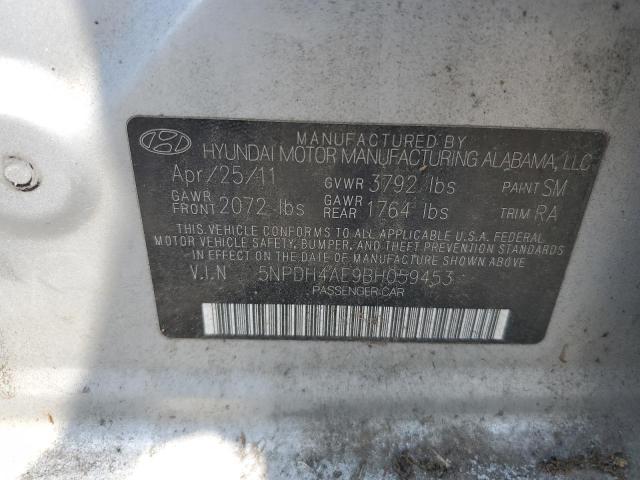 MANUFACTURED BY
HYUNDAI MOTOR MANUFACTURING ALABAMA, LLC
Apr/25/11 GVWR 3792 lbs PAINT SM
GAWR FRONT 2072 lbs GAWR REAR 1764 lbs TRIM RA
THIS VEHICLE CONFORMS TO ALL APPLICABLE U.S.A. FEDERAL
MOTOR VEHICLE SAFETY, BUMPER, AND THEFT PREVENTION STANDARDS
IN EFFECT ON THE DATE OF MANUFACTURE SHOWN ABOVE.
V.I.N 5NPDH4AE9BH059453
PASSENGER CAR